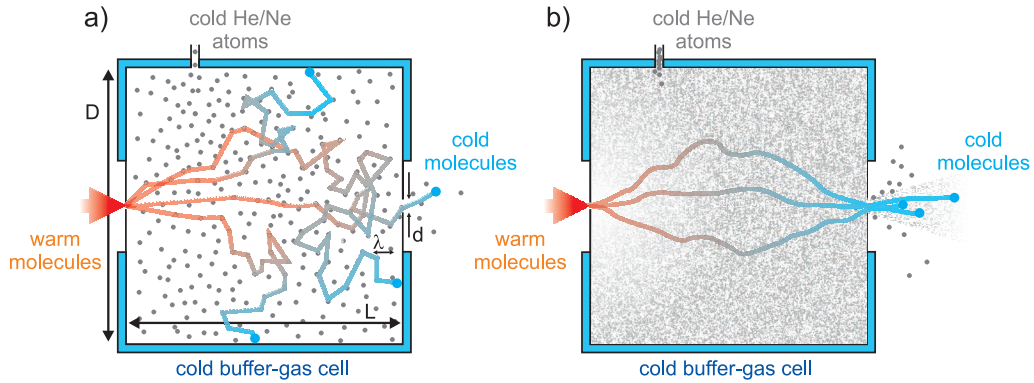 a)
cold He/Ne
atoms
D
cold
molecules
warm
molecules
d
λ
L
cold buffer-gas cell
b)
cold He/Ne
atoms
cold
molecules
warm
molecules
cold buffer-gas cell